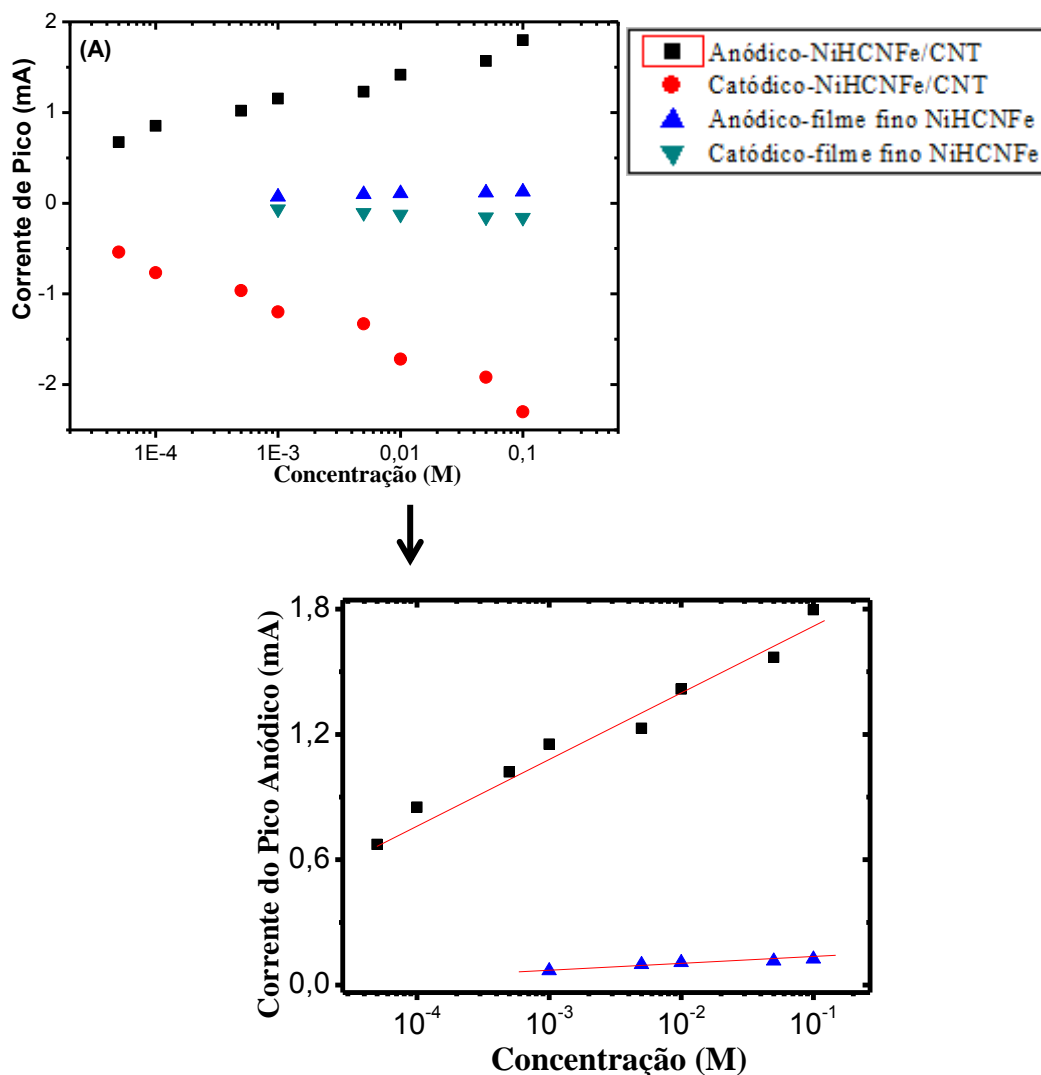 (A)
Corrente de Pico (mA)
2
1
0
-1
-2
1E-4 1E-3 0,01 0,1
Concentração (M)
Anódico-NiHCNFe/CNT
Catódico-NiHCNFe/CNT
Anódico-filme fino NiHCNFe
Catódico-filme fino NiHCNFe
Corrente do Pico Anódico (mA)
1,8
1,2
0,6
0,0
10⁻⁴ 10⁻³ 10⁻² 10⁻¹
Concentração (M)